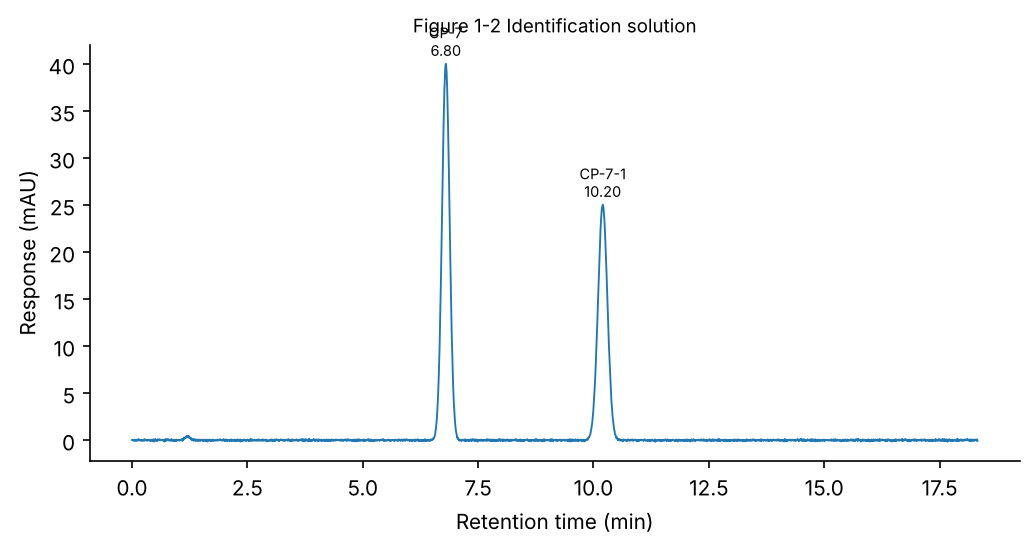 Figure 1-2 Identification solution
CP-7
6.80
CP-7-1
10.20
Response (mAU)
40
35
30
25
20
15
10
5
0
0.0 2.5 5.0 7.5 10.0 12.5 15.0 17.5
Retention time (min)